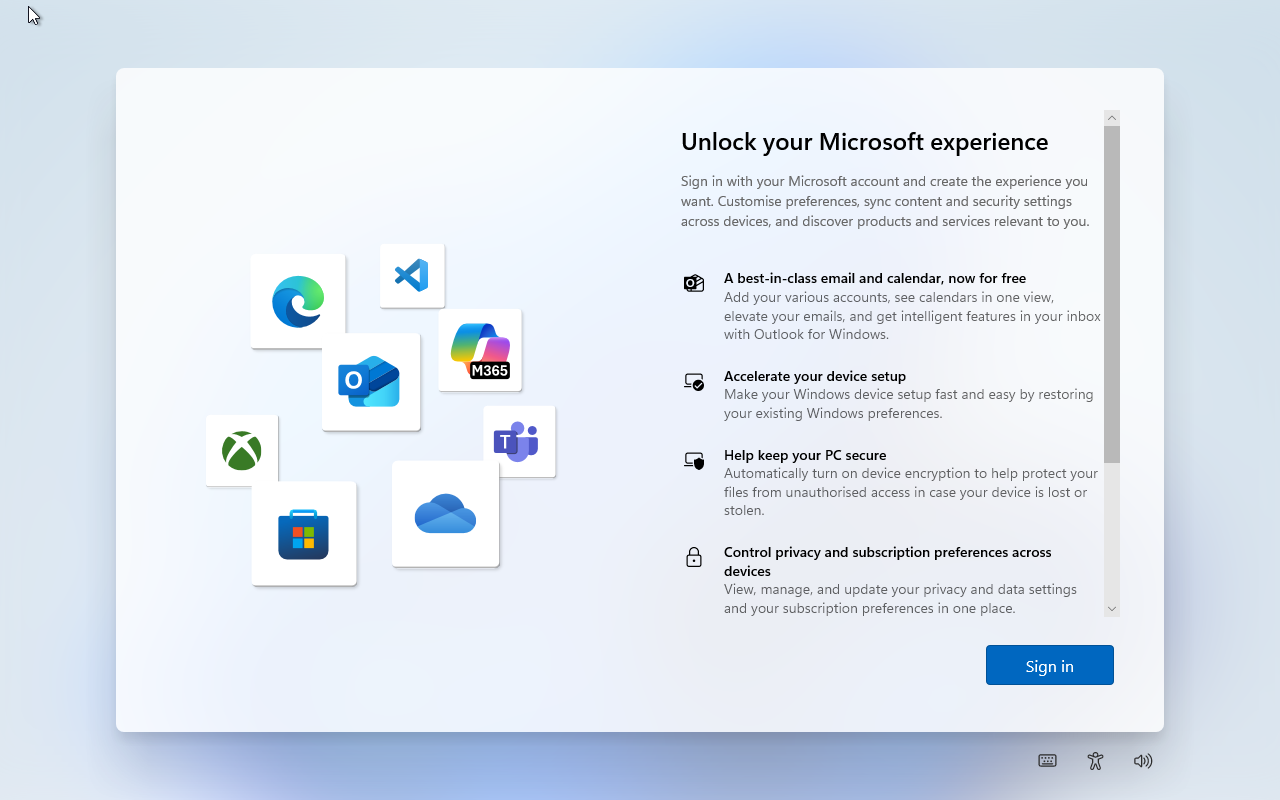 Unlock your Microsoft experience
Sign in with your Microsoft account and create the experience you
want. Customise preferences, sync content and security settings
across devices, and discover products and services relevant to you.
A best-in-class email and calendar, now for free
Add your various accounts, see calendars in one view,
elevate your emails, and get intelligent features in your inbox
with Outlook for Windows.
M365
Accelerate your device setup
Make your Windows device setup fast and easy by restoring
your existing Windows preferences.
O
T
Help keep your PC secure
Automatically turn on device encryption to help protect your
files from unauthorised access in case your device is lost or
stolen.
Control privacy and subscription preferences across
devices
View, manage, and update your privacy and data settings
and your subscription preferences in one place.
Sign in